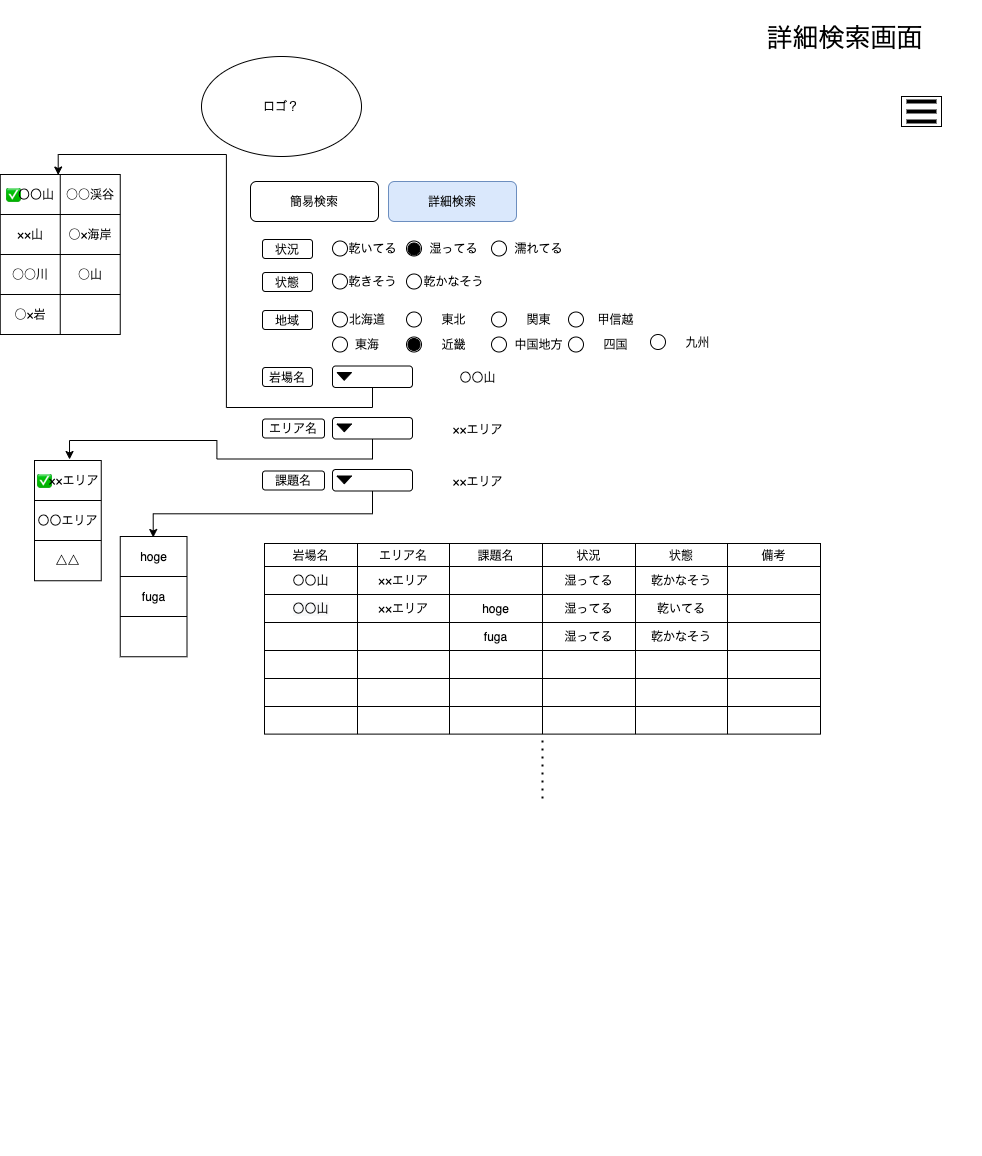 詳細検索画面
ロゴ？
✅〇〇山 〇〇渓谷
××山 〇×海岸
〇〇川 〇山
〇×岩
簡易検索 詳細検索
状況 乾いてる 湿ってる 濡れてる
状態 乾きそう 乾かなそう
地域 北海道 東北 関東 甲信越
東海 近畿 中国地方 四国 九州
岩場名 〇〇山
エリア名 ××エリア
課題名 ××エリア
✅××エリア
〇〇エリア
△△
hoge
fuga
岩場名 エリア名 課題名 状況 状態 備考
〇〇山 ××エリア 湿ってる 乾かなそう
〇〇山 ××エリア hoge 湿ってる 乾いてる
fuga 湿ってる 乾かなそう